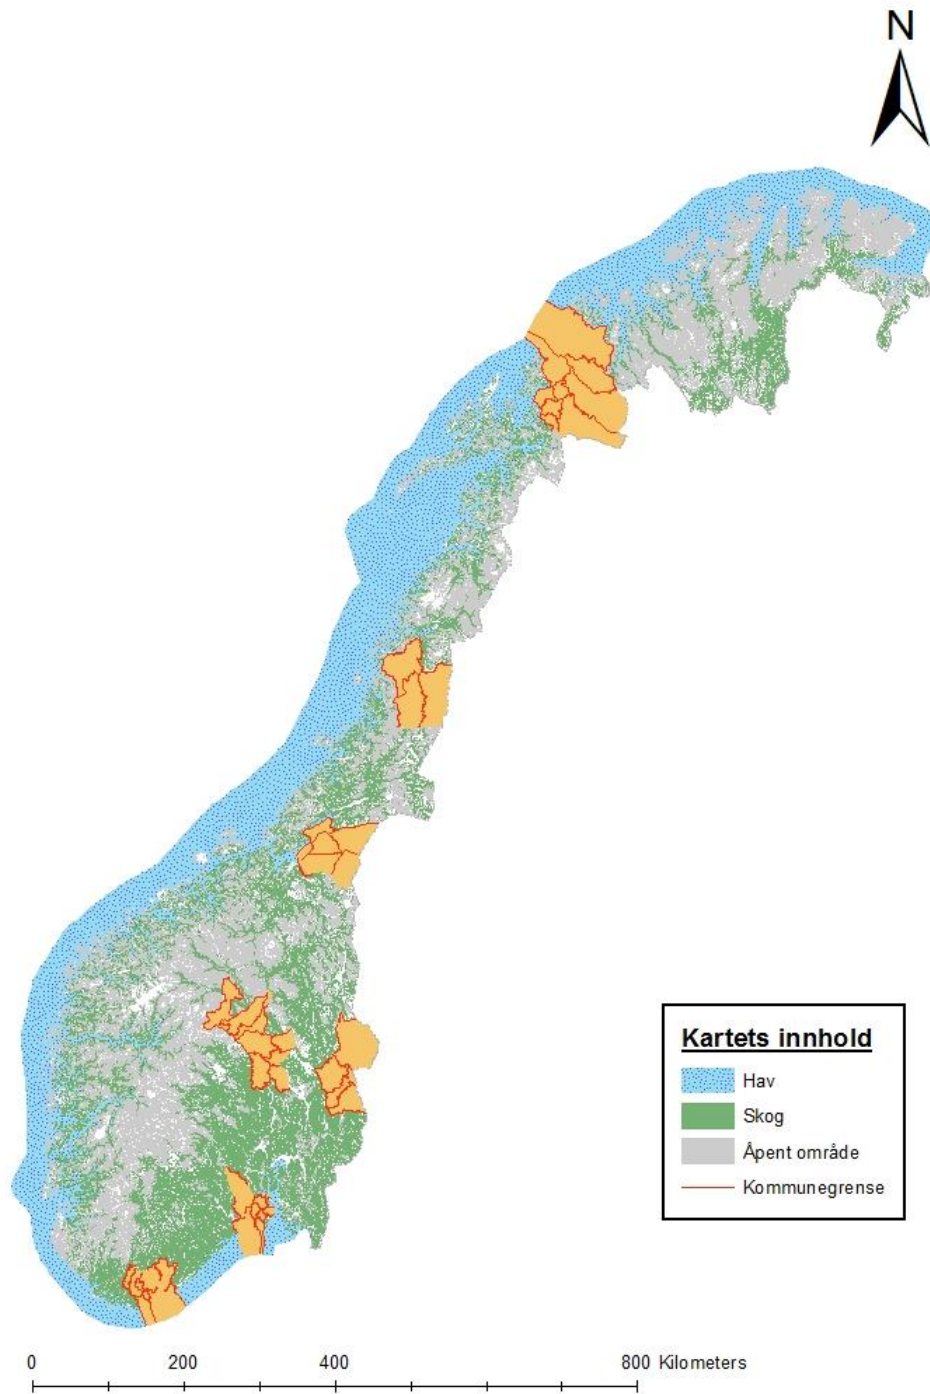 N
Kartets innhold
Hav
Skog
Åpent område
Kommunegrense
0 200 400 800 Kilometers